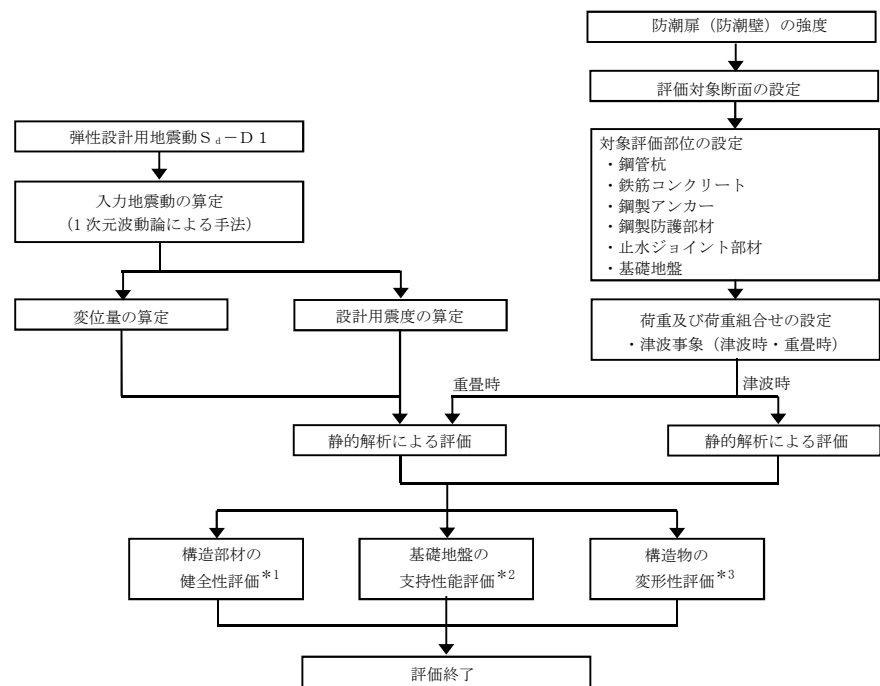 防潮扉（防潮壁）の強度
評価対象断面の設定
弾性設計用地震動Ｓｄ－Ｄ１
入力地震動の算定
（1 次元波動論による手法）
対象評価部位の設定
・鋼管杭
・鉄筋コンクリート
・鋼製アンカー
・鋼製防護部材
・止水ジョイント部材
・基礎地盤
変位量の算定
設計用震度の算定
荷重及び荷重組合せの設定
・津波事象（津波時・重畳時）
重畳時
津波時
静的解析による評価
静的解析による評価
構造部材の
健全性評価*1
基礎地盤の
支持性能評価*2
構造物の
変形性評価*3
評価終了